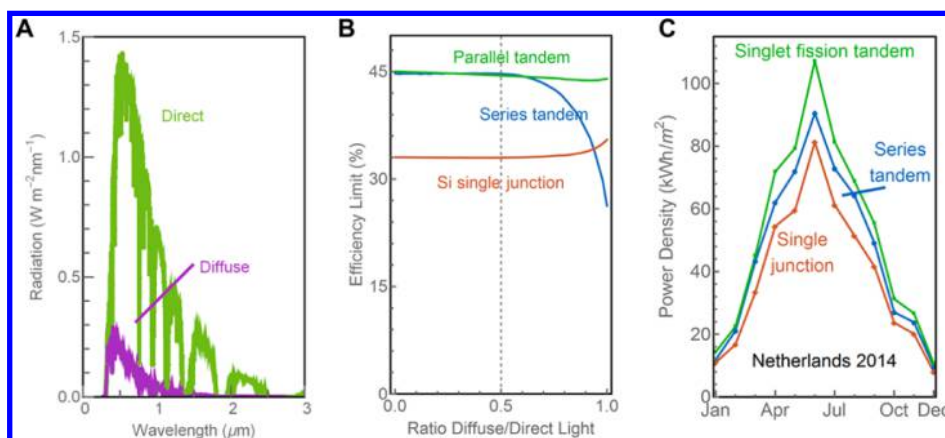 A
1.5
1.0
0.5
0.0
Radiation (W m⁻²nm⁻¹)
Direct
Diffuse
0
1
2
3
Wavelength (μm)
B
45
30
15
0
Efficiency Limit (%)
Parallel tandem
Series tandem
Si single junction
0.0
0.5
1.0
Ratio Diffuse/Direct Light
C
100
80
60
40
20
0
Power Density (kWh/m²)
Singlet fission tandem
Series
tandem
Single
junction
Netherlands 2014
Jan
Apr
Jul
Oct
Dec